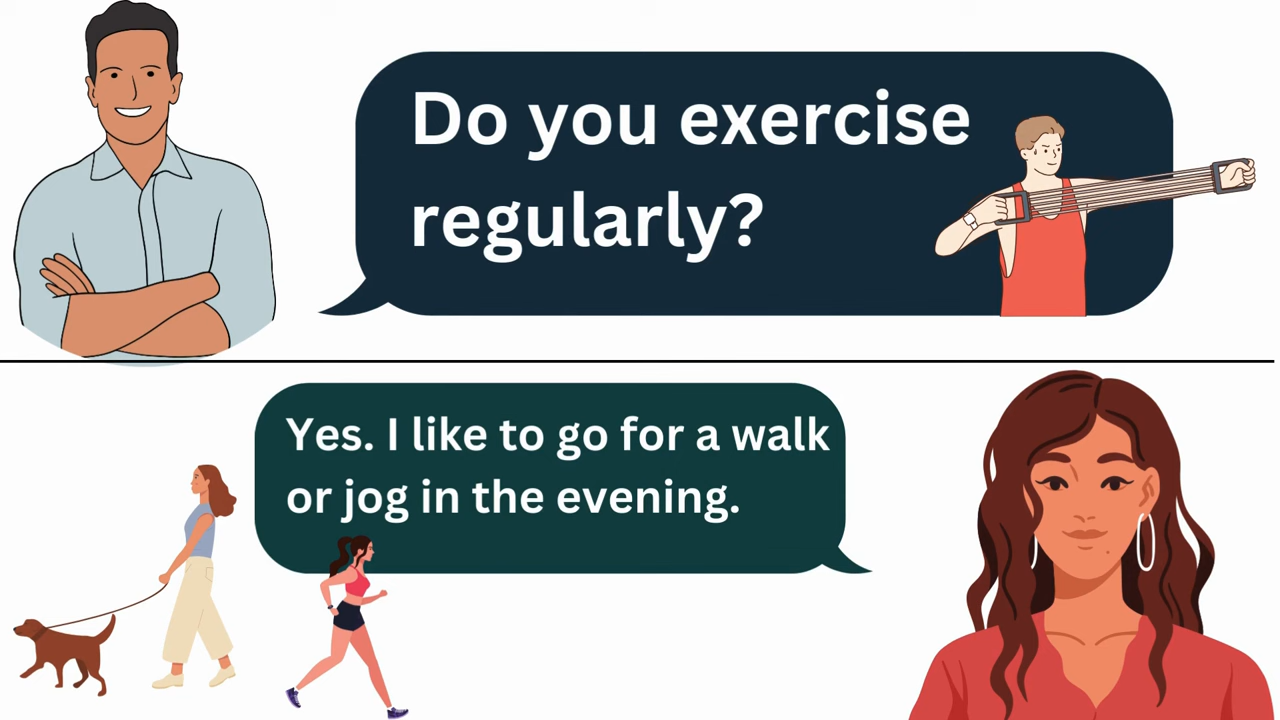 Do you exercise
regularly?
Yes. I like to go for a walk
or jog in the evening.